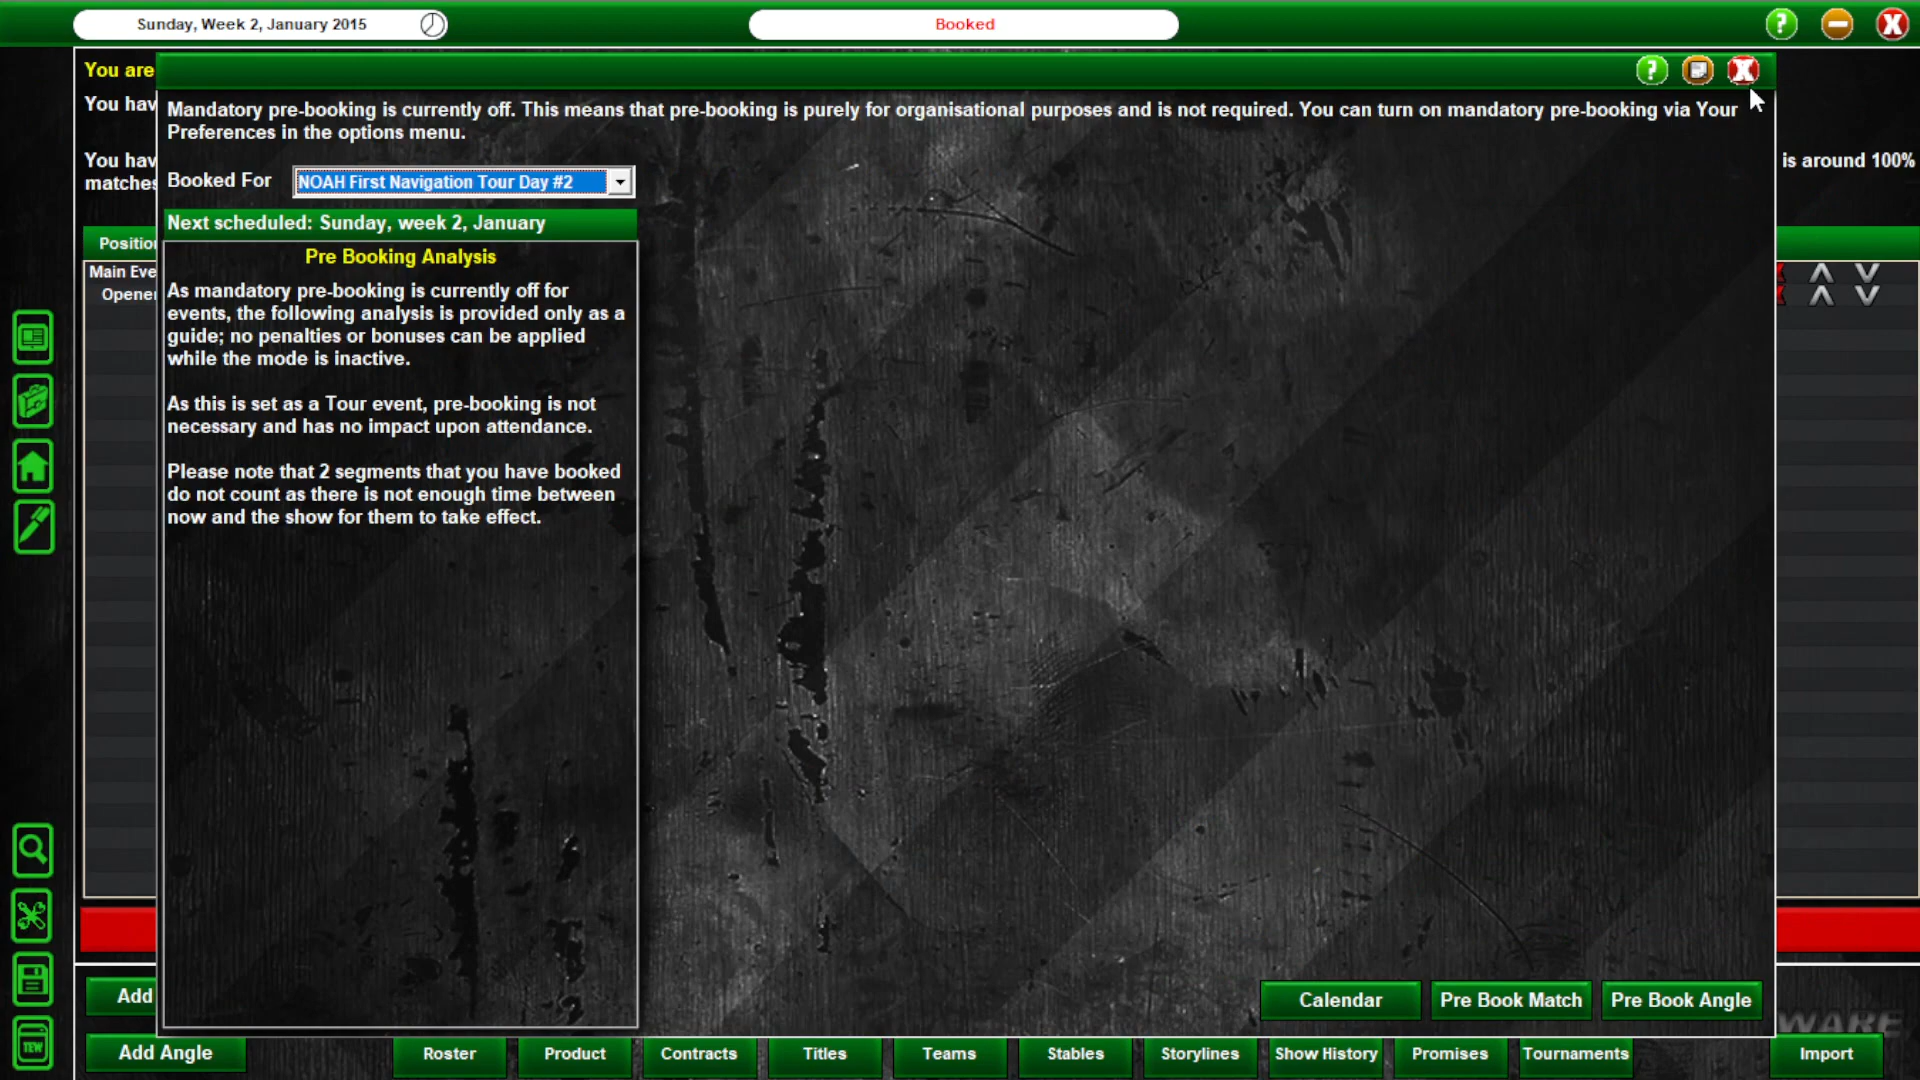 Sunday, Week 2, January 2015
Booked
You are
You hav
You hav
matches
is around 100%
Mandatory pre-booking is currently off. This means that pre-booking is purely for organisational purposes and is not required. You can turn on mandatory pre-booking via Your
Preferences in the options menu.
Booked For
NOAH First Navigation Tour Day #2
Next scheduled: Sunday, week 2, January
Position
Main Eve
Opener
Pre Booking Analysis
As mandatory pre-booking is currently off for
events, the following analysis is provided only as a
guide; no penalties or bonuses can be applied
while the mode is inactive.
As this is set as a Tour event, pre-booking is not
necessary and has no impact upon attendance.
Please note that 2 segments that you have booked
do not count as there is not enough time between
now and the show for them to take effect.
Calendar
Pre Book Match
Pre Book Angle
Add
WARE
TEW
Add Angle
Roster
Product
Contracts
Titles
Teams
Stables
Storylines
Show History
Promises
Tournaments
Import